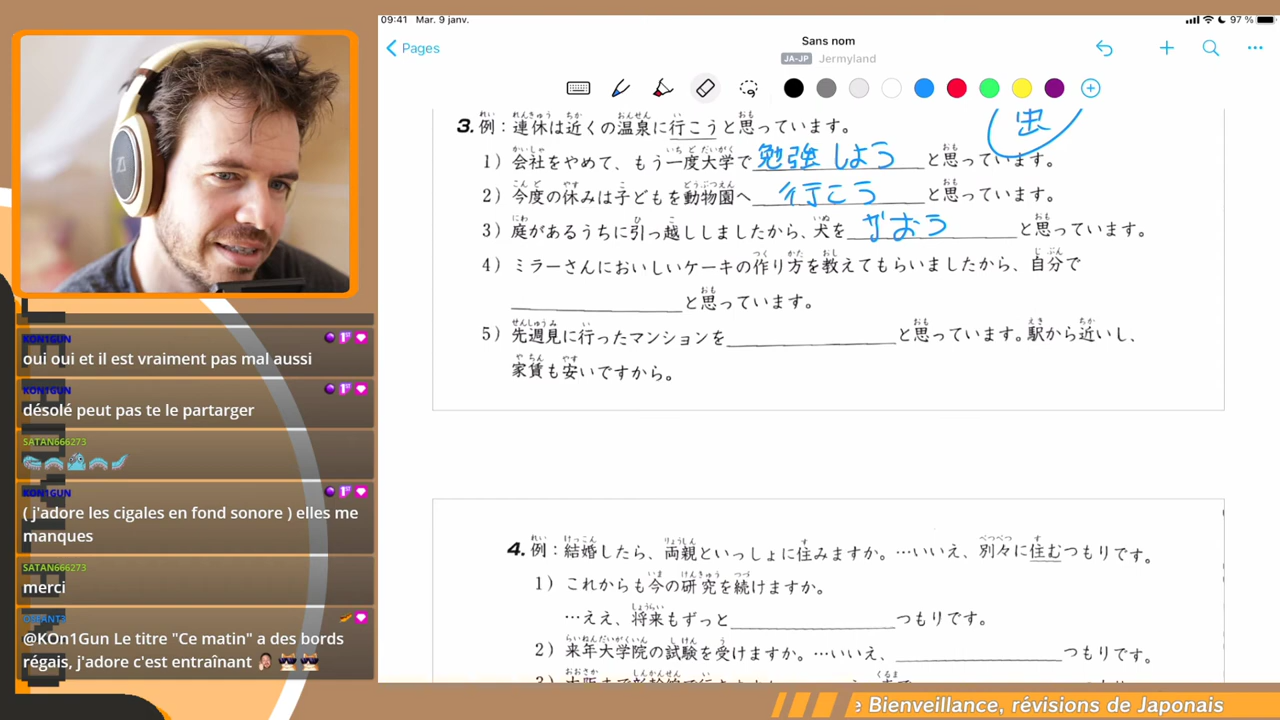 09:41 Mar. 9 janv.
97 %
Pages
Sans nom
JA-JP Jermyland
3. 例：連休は近くの温泉に行こうと思っています。
虫
1）会社をやめて、もう一度大学で 勉強しよう と思っています。
2）今度の休みは子どもを動物園へ 行こう と思っています。
3）庭があるうちに引っ越ししましたから、犬を と思っています。
4）ミラーさんにおいしいケーキの作り方を教えてもらいましたから、自分で
と思っています。
5）先週見に行ったマンションを と思っています。駅から近いし、
家賃も安いですから。
4. 例：結婚したら、両親といっしょに住みますか。…いいえ、別々に住むつもりです。
1）これからも今の研究を続けますか。
…ええ、将来もずっと つもりです。
2）来年大学院の試験を受けますか。…いいえ、 つもりです。
KON1GUN
oui oui et il est vraiment pas mal aussi
KON1GUN
désolé peut pas te le partarger
SATAN666273
KON1GUN
( j'adore les cigales en fond sonore ) elles me
manques
SATAN666273
merci
@KOn1Gun Le titre "Ce matin" a des bords
régais, j'adore c'est entraînant
Bienveillance, révisions de Japonais